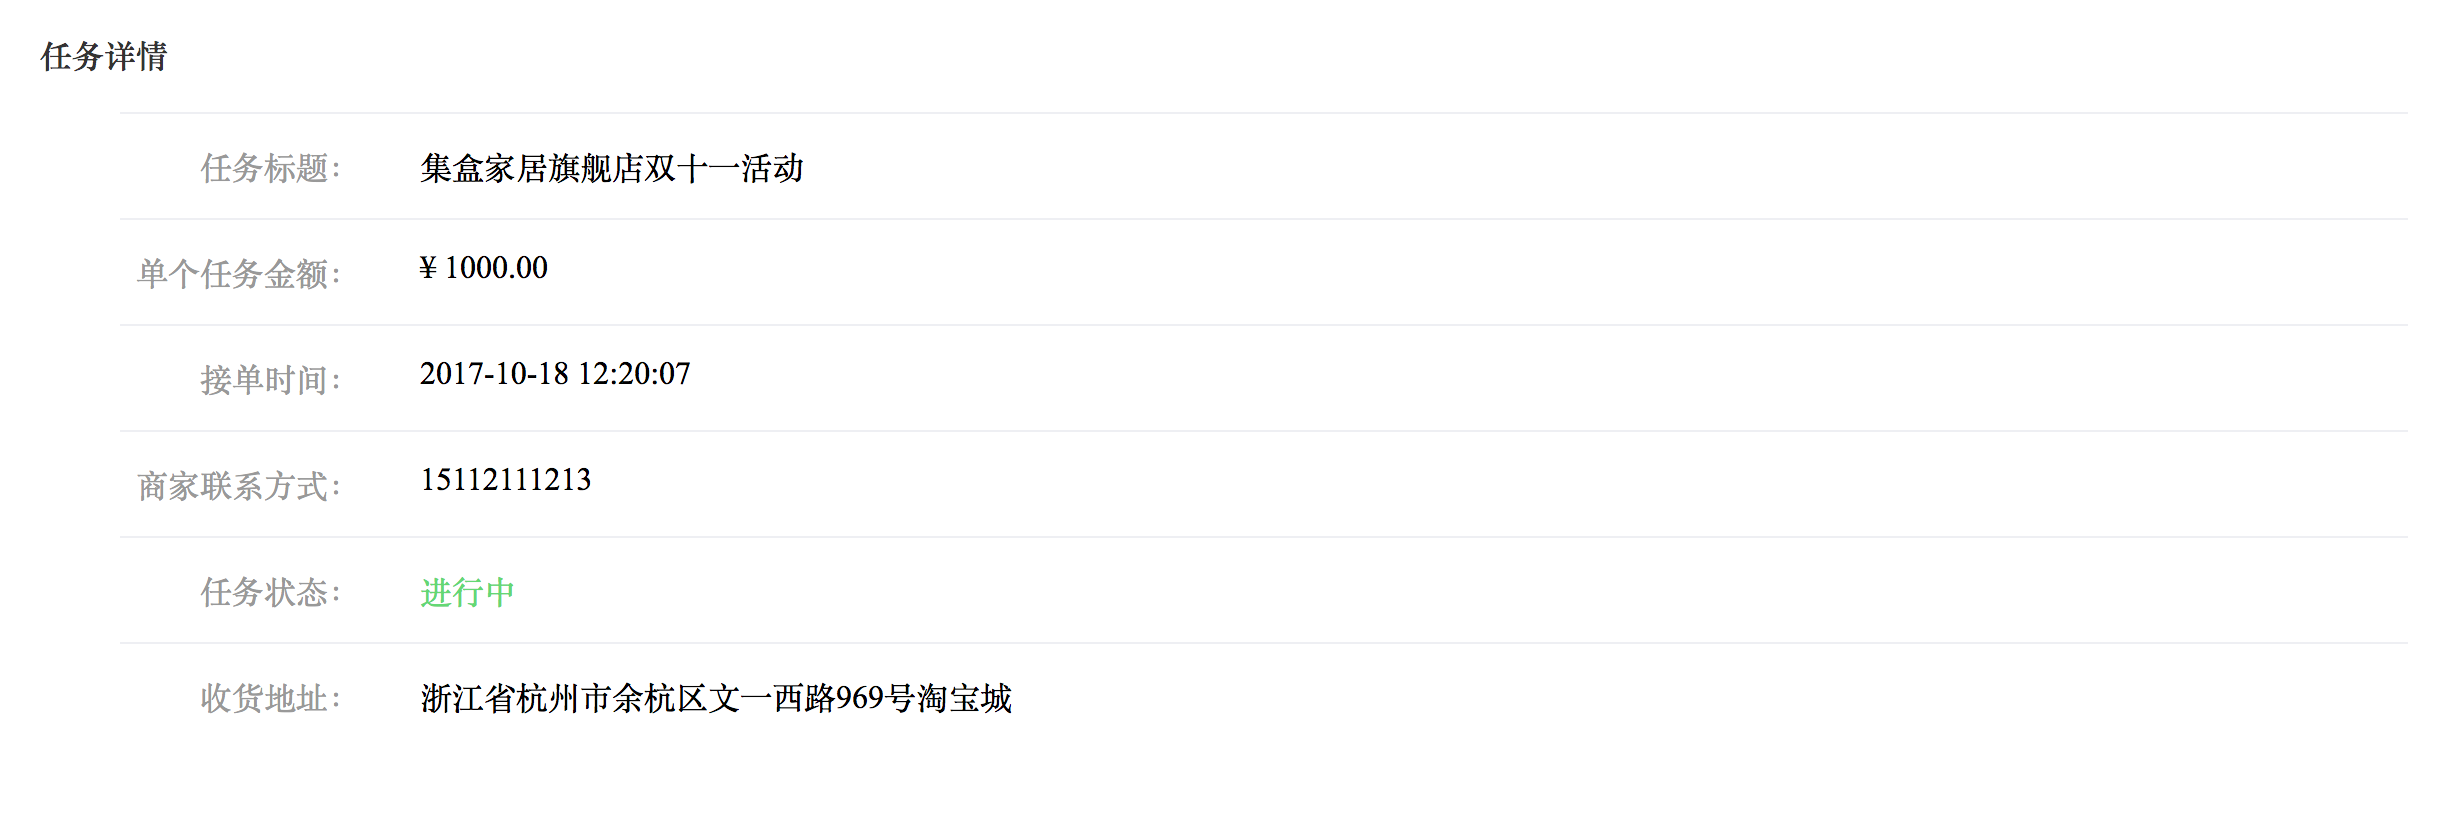 任务详情
任务标题： 集盒家居旗舰店双十一活动
单个任务金额： ¥ 1000.00
接单时间： 2017-10-18 12:20:07
商家联系方式： 15112111213
任务状态： 进行中
收货地址： 浙江省杭州市余杭区文一西路969号淘宝城